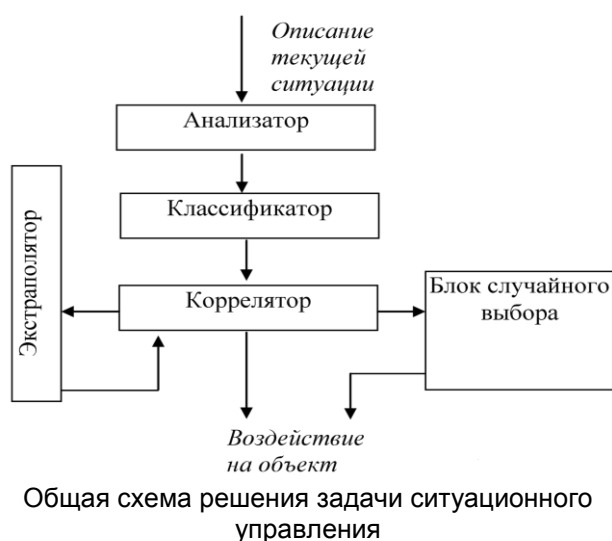 Описание
текущей
ситуации
Анализатор
Классификатор
Экстраполятор
Коррелятор
Блок случайного
выбора
Воздействие
на объект
Общая схема решения задачи ситуационного
управления